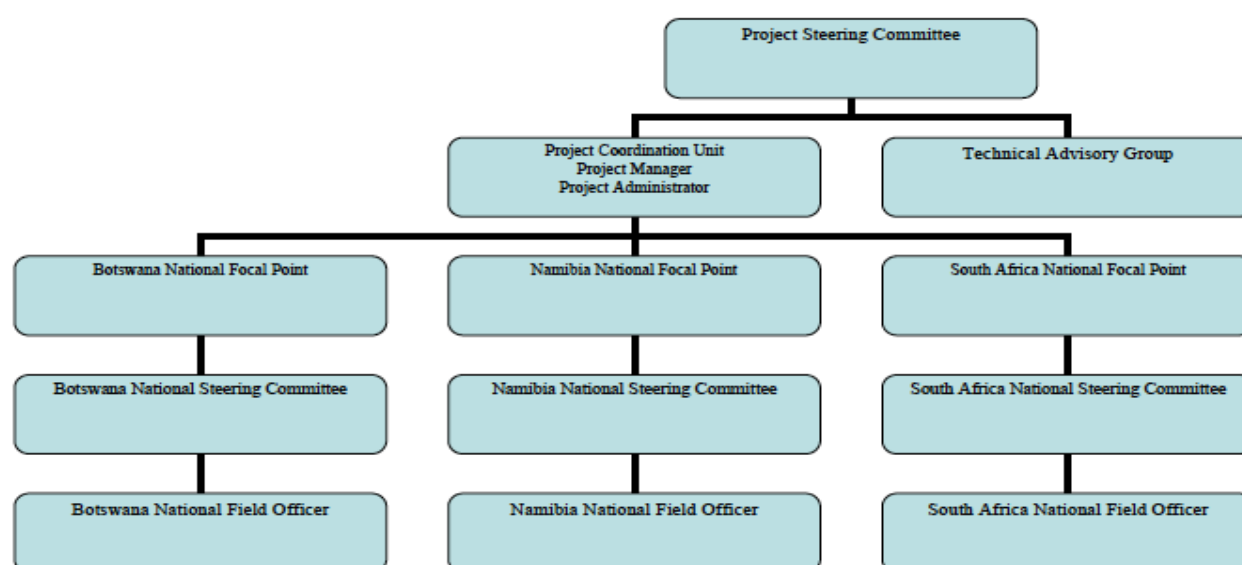 Project Steering Committee
Project Coordination Unit
Project Manager
Project Administrator
Technical Advisory Group
Botswana National Focal Point
Namibia National Focal Point
South Africa National Focal Point
Botswana National Steering Committee
Namibia National Steering Committee
South Africa National Steering Committee
Botswana National Field Officer
Namibia National Field Officer
South Africa National Field Officer